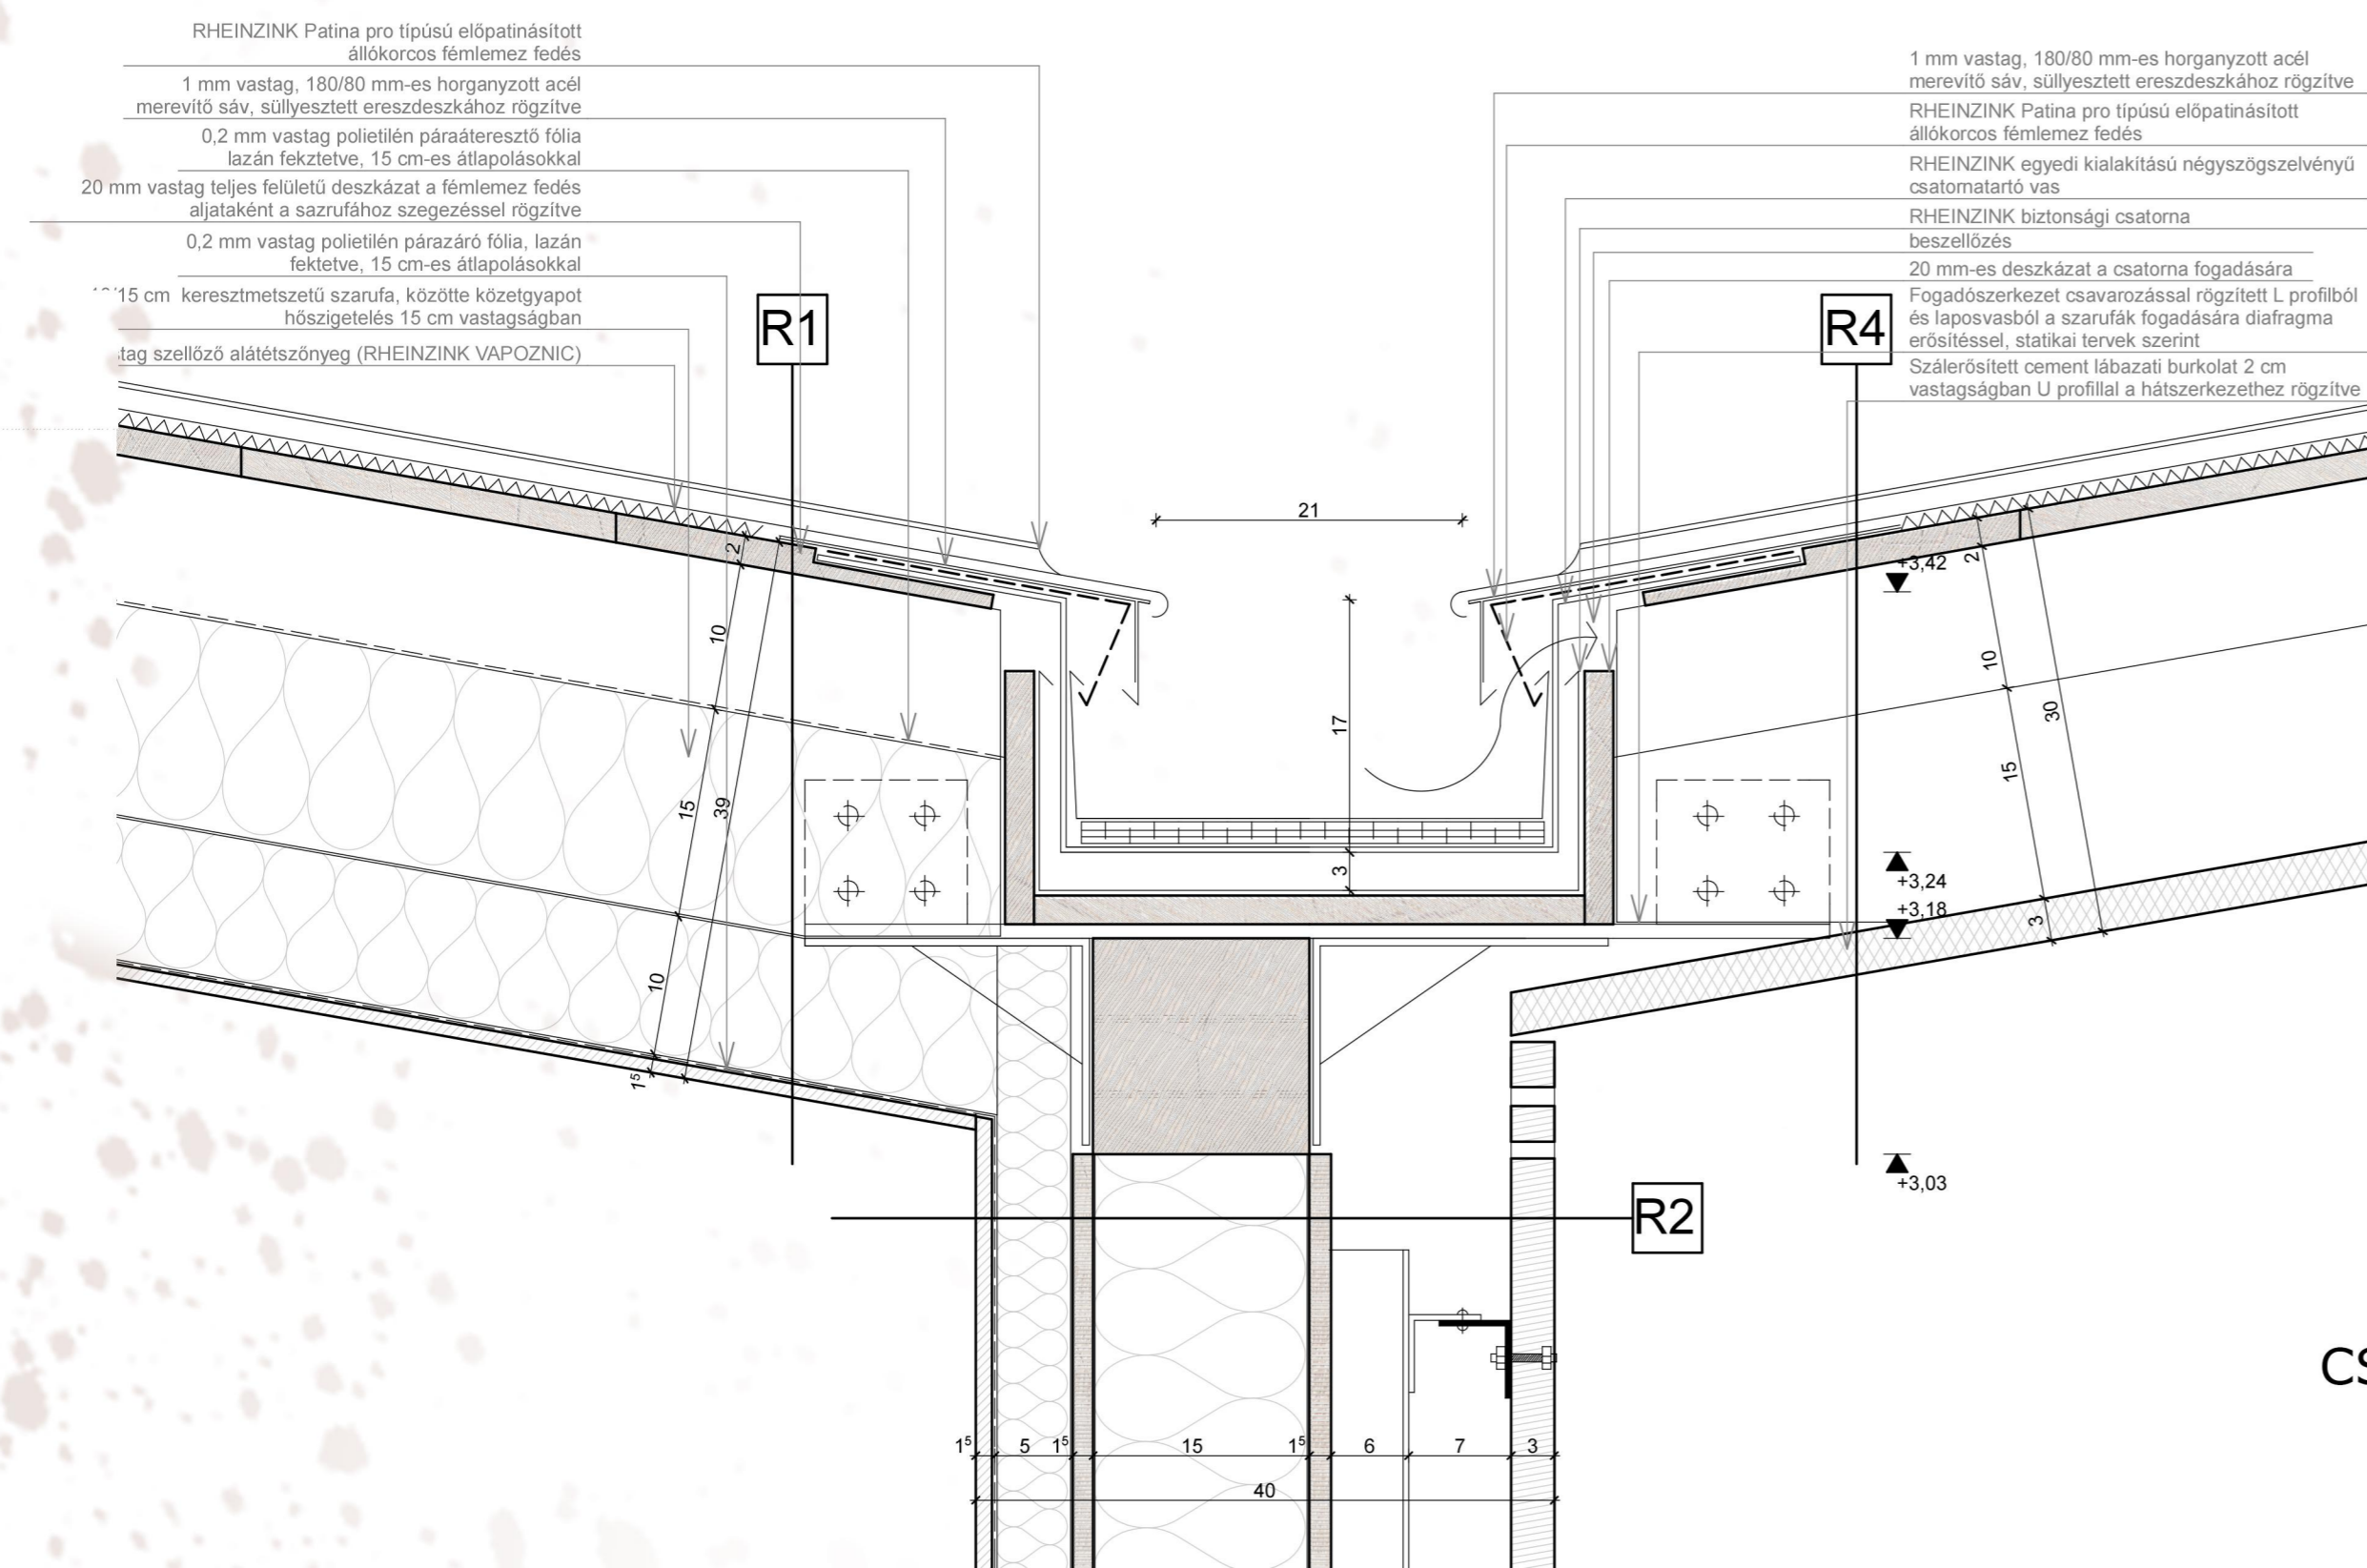 RHEINZINK Patina pro típúsú előpatinásított
állókorcos fémlemez fedés
1 mm vastag, 180/80 mm-es horganyzott acél
merevítő sáv, süllyesztett ereszdeszkához rögzítve
0,2 mm vastag polietilén páraáteresztő fólia
lazán fekztetve, 15 cm-es átlapolásokkal
20 mm vastag teljes felületű deszkázat a fémlemez fedés
aljataként a sazrufához szegezéssel rögzítve
0,2 mm vastag polietilén párazáró fólia, lazán
fektetve, 15 cm-es átlapolásokkal
/15 cm keresztmetszetű szarufa, közötte közetgyapot
hőszigetelés 15 cm vastagságban
tag szellőző alátétszőnyeg (RHEINZINK VAPOZNIC)
1 mm vastag, 180/80 mm-es horganyzott acél
merevítő sáv, süllyesztett ereszdeszkához rögzítve
RHEINZINK Patina pro típúsú előpatinásított
állókorcos fémlemez fedés
RHEINZINK egyedi kialakítású négyszögszelvényű
csatornatartó vas
RHEINZINK biztonsági csatorna
beszellőzés
20 mm-es deszkázat a csatorna fogadására
Fogadószerkezet csavarozással rögzített L profilból
és laposvasból a szarufák fogadására diafragma
erősítéssel, statikai tervek szerint
Szálerősített cement lábazati burkolat 2 cm
vastagságban U profillal a hátszerkezethez rögzítve
R1
R4
21
2
10
15
39
10
1⁵
17
3
+3,42
2
10
30
15
3
+3,24
+3,18
+3,03
R2
CS
1⁵ 5 1⁵ 15 1⁵ 6 7 3
40